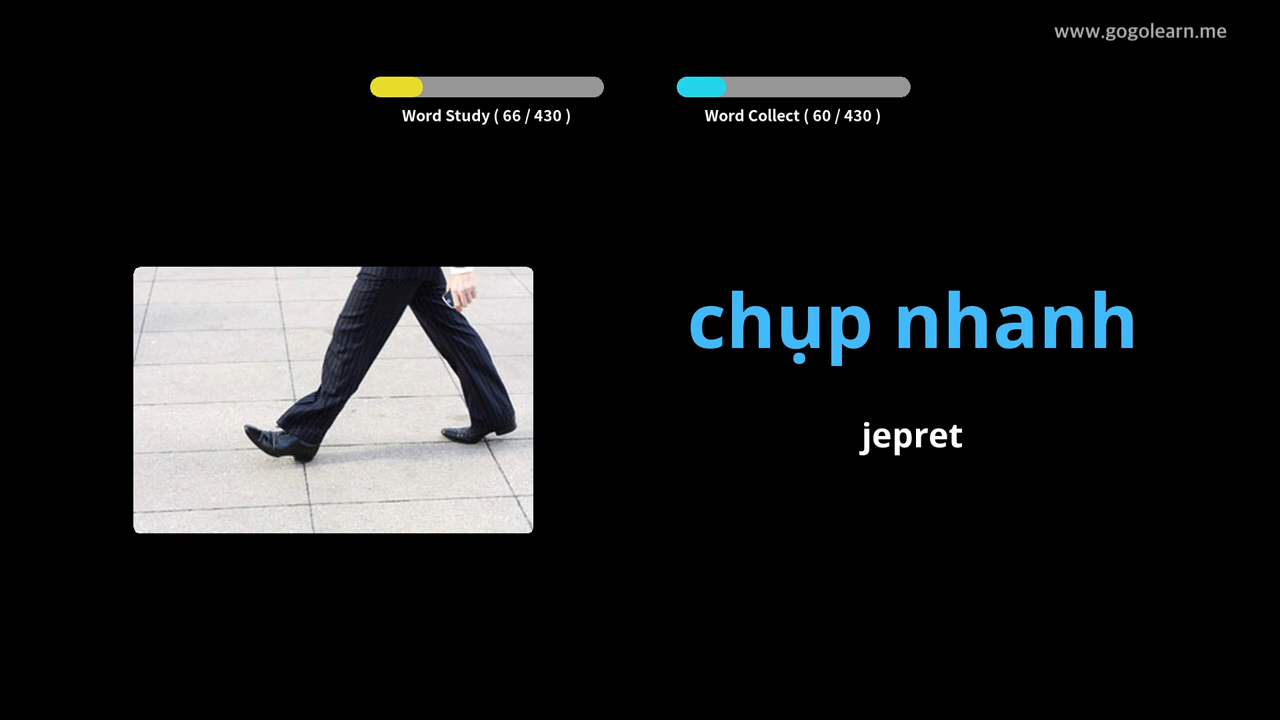 www.gogolearn.me
Word Study ( 66 / 430 )
Word Collect ( 60 / 430 )
chụp nhanh
jepret